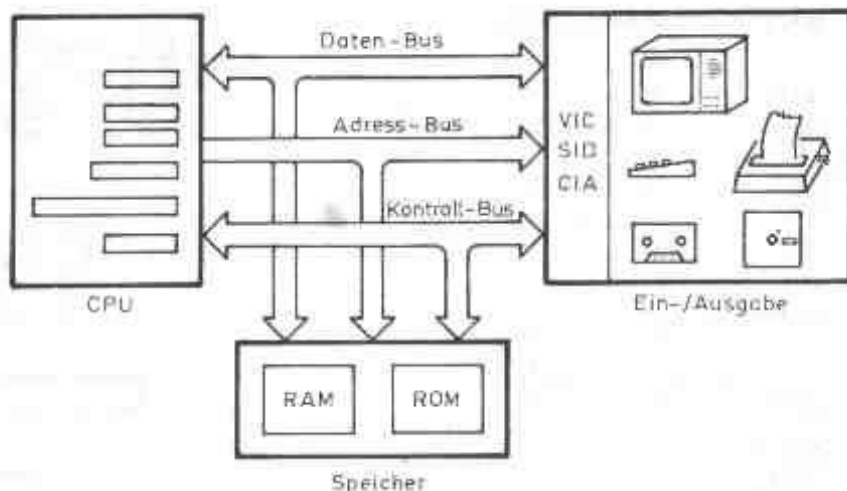 Daten-Bus
Adress-Bus
Kontroll-Bus
VIC
SID
CIA
CPU
Ein-/Ausgabe
RAM
ROM
Speicher